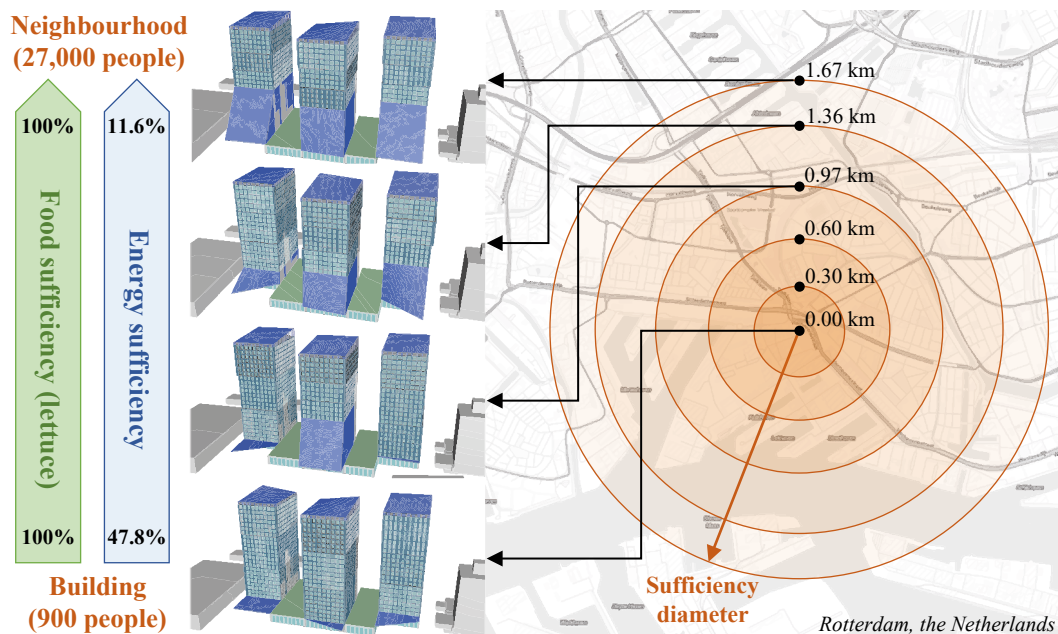 Neighbourhood
(27,000 people)
100%
11.6%
Food sufficiency (lettuce)
Energy sufficiency
100%
47.8%
Building
(900 people)
1.67 km
1.36 km
0.97 km
0.60 km
0.30 km
0.00 km
Sufficiency
diameter
Rotterdam, the Netherlands